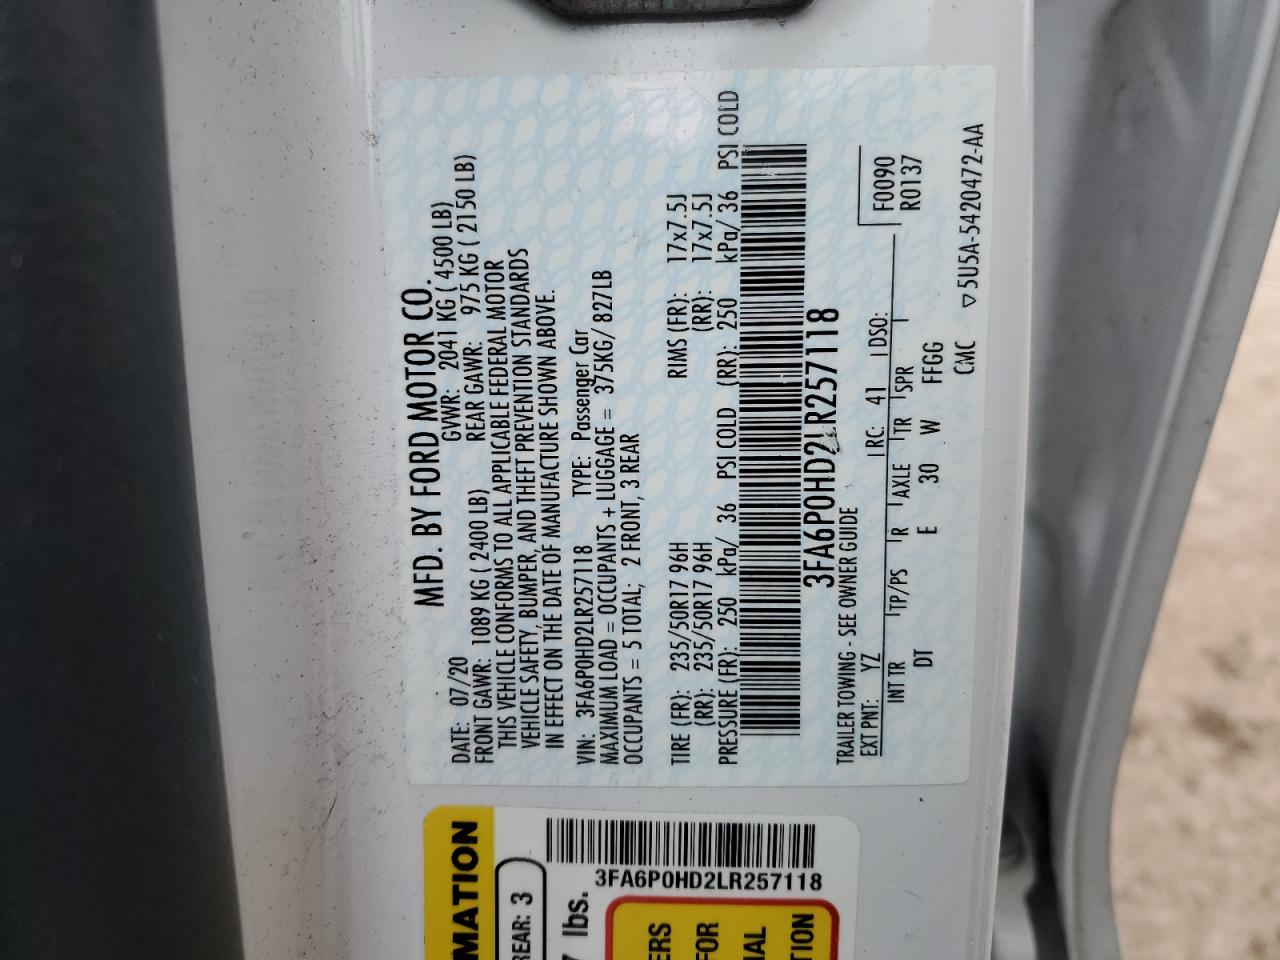 MFD. BY FORD MOTOR CO.
DATE: 07/20 GVWR: 2041 KG ( 4500 LB)
FRONT GAWR: 1089 KG ( 2400 LB) REAR GAWR: 975 KG ( 2150 LB)
THIS VEHICLE CONFORMS TO ALL APPLICABLE FEDERAL MOTOR
VEHICLE SAFETY, BUMPER, AND THEFT PREVENTION STANDARDS
IN EFFECT ON THE DATE OF MANUFACTURE SHOWN ABOVE.
VIN: 3FA6P0HD2LR257118 TYPE: Passenger Car
MAXIMUM LOAD = OCCUPANTS + LUGGAGE = 375KG/ 827LB
OCCUPANTS = 5 TOTAL; 2 FRONT, 3 REAR
TIRE (FR): 235/50R17 96H RIMS (FR): 17x7.5J
(RR): 235/50R17 96H (RR): 17x7.5J
PRESSURE (FR): 250 kPa/ 36 PSI COLD (RR): 250 kPa/ 36 PSI COLD
3FA6P0HD2LR257118
TRAILER TOWING - SEE OWNER GUIDE
EXT PNT: YZ RC: 41 DSO: F0090
R0137
INT TR TP/PS R AXLE TR SPR
DT E 30 W FFGG
CMC ▽5U5A-5420472-AA
MATION
REAR: 3
7 lbs.
3FA6P0HD2LR257118
ERS
FOR
IAL
TION